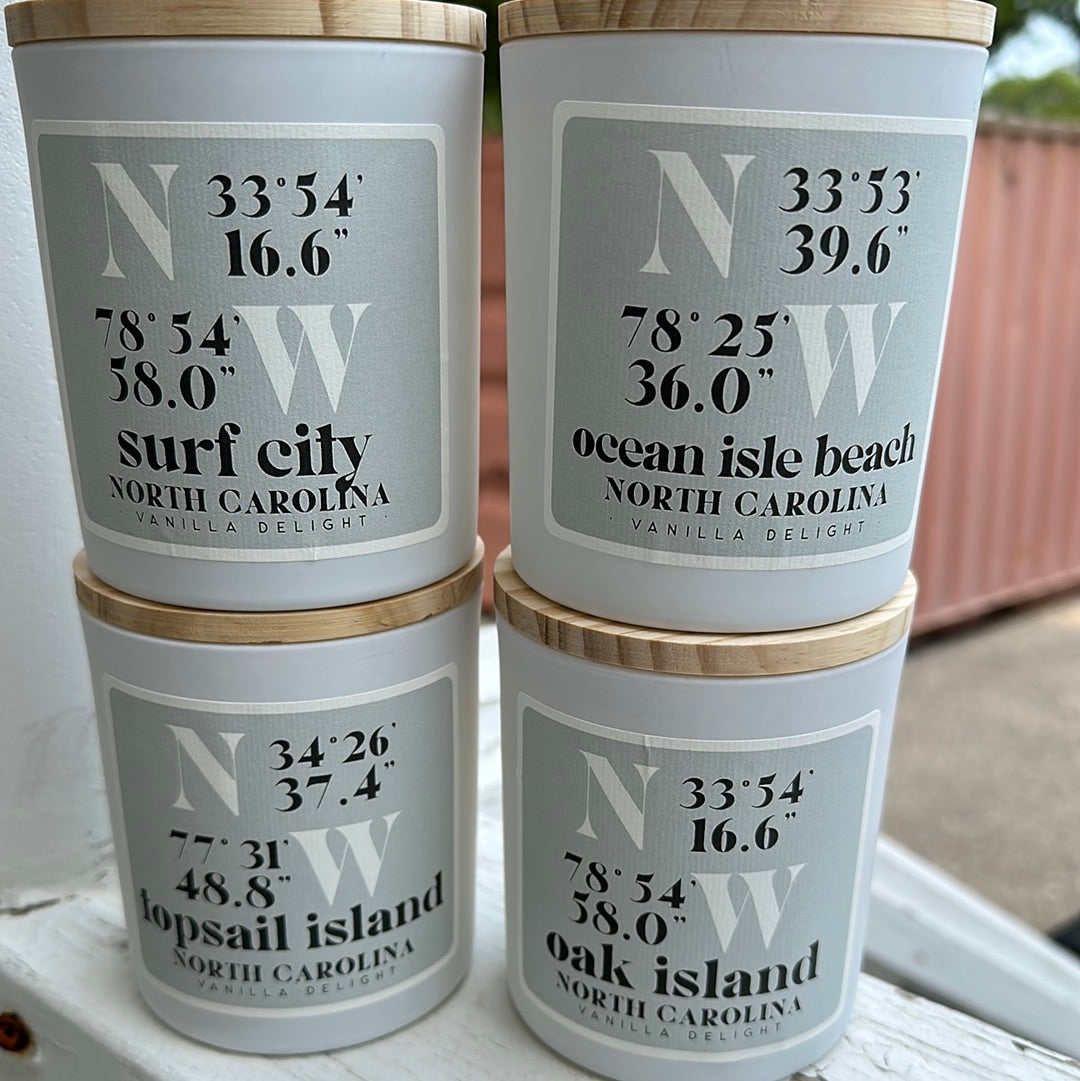 N 33°54'
16.6"
78°54' W
58.0"
surf city
NORTH CAROLINA
· VANILLA DELIGHT ·
N 33°53'
39.6"
78°25' W
36.0"
ocean isle beach
NORTH CAROLINA
· VANILLA DELIGHT ·
N 34°26'
37.4"
77°31' W
48.8"
topsail island
NORTH CAROLINA
VANILLA DELIGHT
N 33°54'
16.6"
78°54' W
58.0"
oak island
NORTH CAROLINA
VANILLA DELIGHT